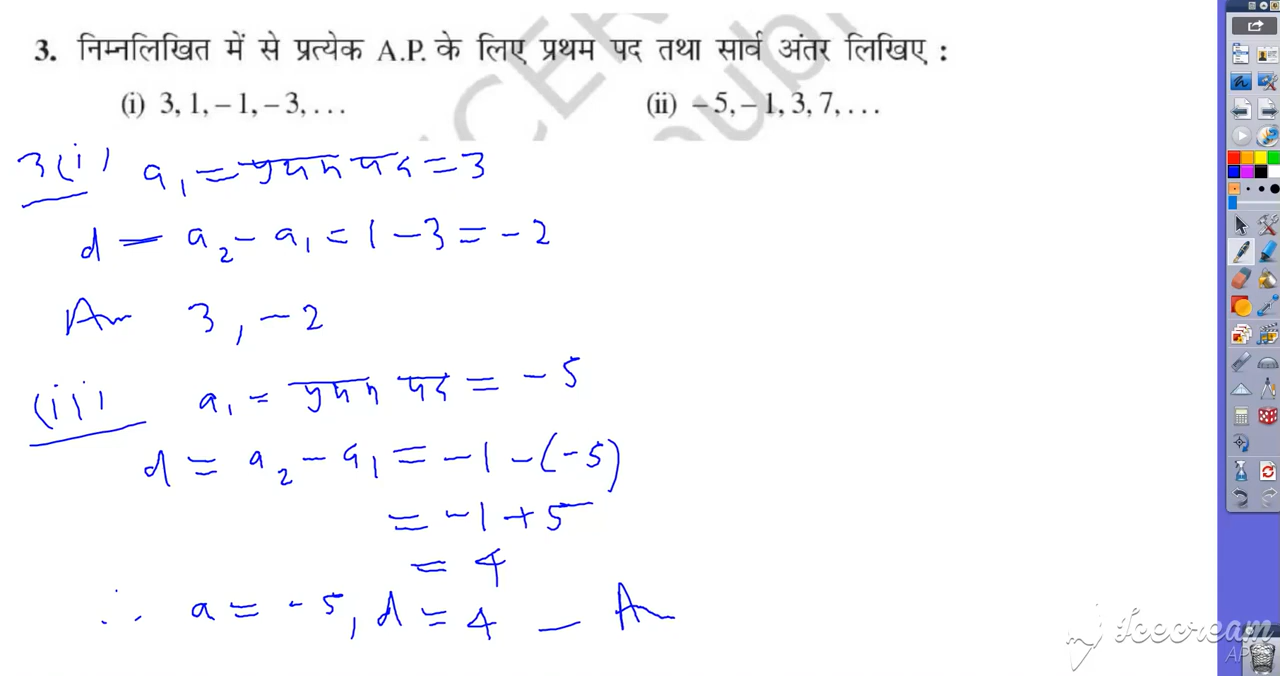 3. निम्नलिखित में से प्रत्येक A.P. के लिए प्रथम पद तथा सार्व अंतर लिखिए :
(i) 3, 1, – 1, – 3, . . . (ii) – 5, – 1, 3, 7, . . .
3(i) a₁ = प्रथम पद = 3
d = a₂ - a₁ = 1 - 3 = -2
Ans 3, -2
(ii) a₁ = प्रथम पद = -5
d = a₂ - a₁ = -1 - (-5)
= -1 + 5
= 4
∴ a = -5, d = 4 — Ans
Icecream
APPS